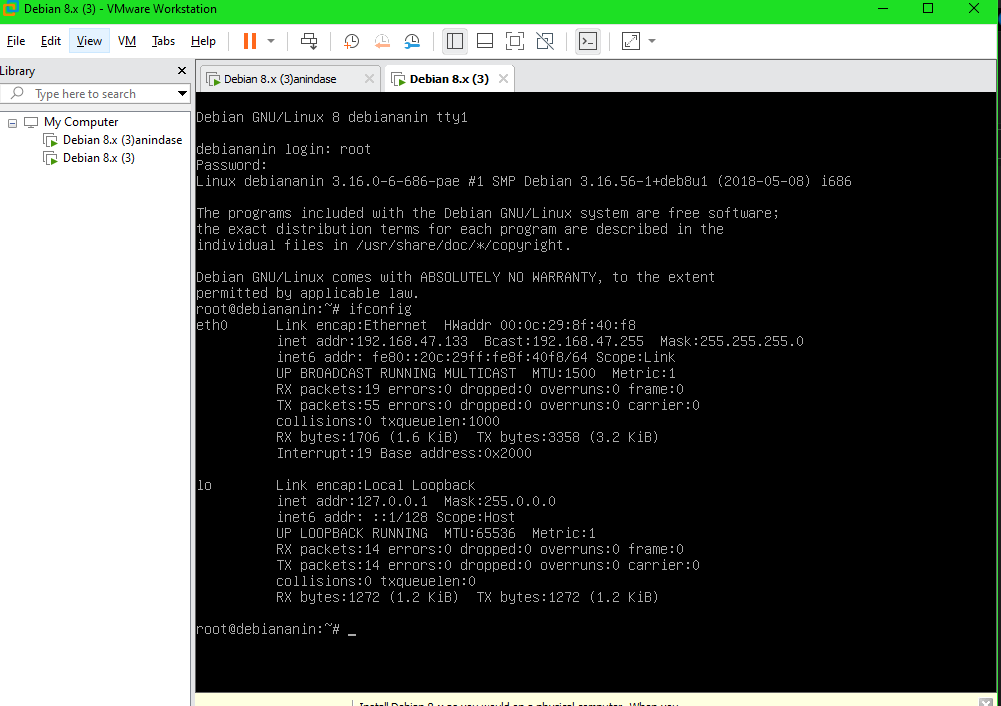 Debian 8.x (3) - VMware Workstation
File Edit View VM Tabs Help
Library
Type here to search
My Computer
Debian 8.x (3)anindase
Debian 8.x (3)
Debian 8.x (3)anindase
Debian 8.x (3)
Debian GNU/Linux 8 debiananin tty1
debiananin login: root
Password:
Linux debiananin 3.16.0-6-686-pae #1 SMP Debian 3.16.56-1+deb8u1 (2018-05-08) i686
The programs included with the Debian GNU/Linux system are free software;
the exact distribution terms for each program are described in the
individual files in /usr/share/doc/*/copyright.
Debian GNU/Linux comes with ABSOLUTELY NO WARRANTY, to the extent
permitted by applicable law.
root@debiananin:~# ifconfig
eth0 Link encap:Ethernet HWaddr 00:0c:29:8f:40:f8
inet addr:192.168.47.133 Bcast:192.168.47.255 Mask:255.255.255.0
inet6 addr: fe80::20c:29ff:fe8f:40f8/64 Scope:Link
UP BROADCAST RUNNING MULTICAST MTU:1500 Metric:1
RX packets:19 errors:0 dropped:0 overruns:0 frame:0
TX packets:55 errors:0 dropped:0 overruns:0 carrier:0
collisions:0 txqueuelen:1000
RX bytes:1706 (1.6 KiB) TX bytes:3358 (3.2 KiB)
Interrupt:19 Base address:0x2000
lo Link encap:Local Loopback
inet addr:127.0.0.1 Mask:255.0.0.0
inet6 addr: ::1/128 Scope:Host
UP LOOPBACK RUNNING MTU:65536 Metric:1
RX packets:14 errors:0 dropped:0 overruns:0 frame:0
TX packets:14 errors:0 dropped:0 overruns:0 carrier:0
collisions:0 txqueuelen:0
RX bytes:1272 (1.2 KiB) TX bytes:1272 (1.2 KiB)
root@debiananin:~# _
Install Debian 8.x as you would on a physical computer. When you